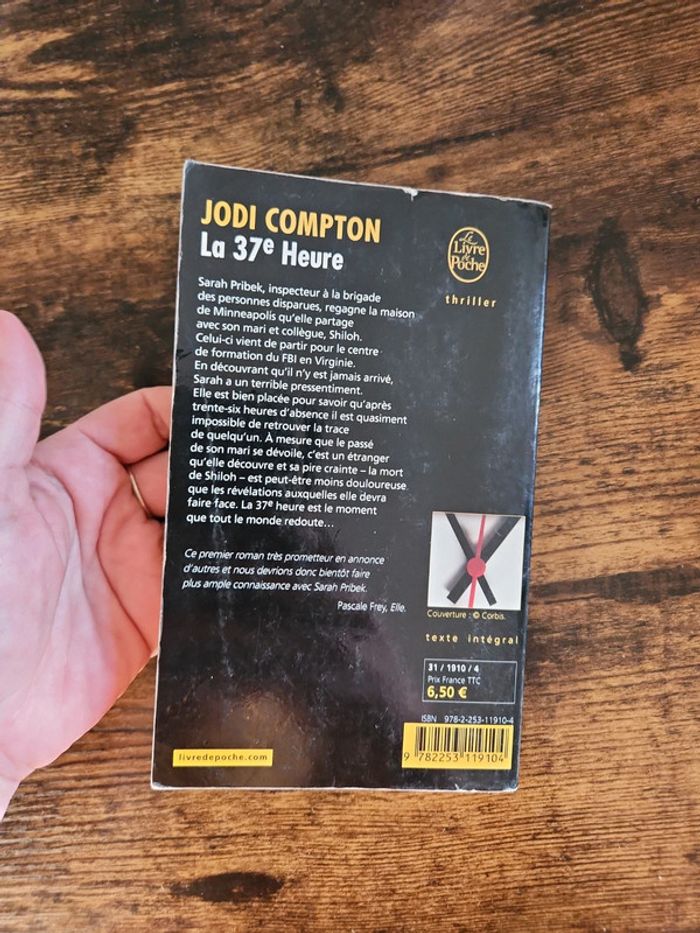 JODI COMPTON
La 37e Heure
Le
Livre
de
Poche
thriller
Sarah Pribek, inspecteur à la brigade
des personnes disparues, regagne la maison
de Minneapolis qu'elle partage
avec son mari et collègue, Shiloh.
Celui-ci vient de partir pour le centre
de formation du FBI en Virginie.
En découvrant qu'il n'y est jamais arrivé,
Sarah a un terrible pressentiment.
Elle est bien placée pour savoir qu'après
trente-six heures d'absence il est quasiment
impossible de retrouver la trace
de quelqu'un. À mesure que le passé
de son mari se dévoile, c'est un étranger
qu'elle découvre et sa pire crainte – la mort
de Shiloh – est peut-être moins douloureuse
que les révélations auxquelles elle devra
faire face. La 37e heure est le moment
que tout le monde redoute...
Ce premier roman très prometteur en annonce
d'autres et nous devrions donc bientôt faire
plus ample connaissance avec Sarah Pribek.
Pascale Frey, Elle.
Couverture : © Corbis.
texte intégral
31 / 1910 / 4
Prix France TTC
6,50 €
ISBN 978-2-253-11910-4
9 782253 119104
livredepoche.com